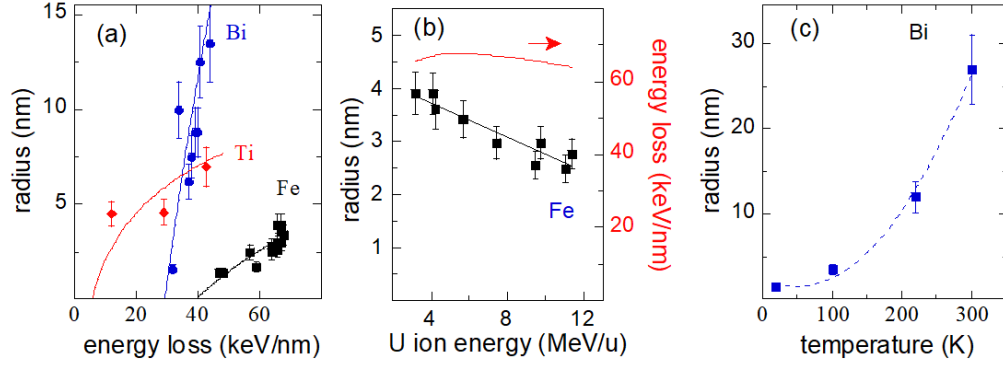 (a)
Bi
Ti
Fe
radius (nm)
15
10
5
0
20
40
60
energy loss (keV/nm)
(b)
Fe
radius (nm)
5
4
3
2
1
4
8
12
U ion energy (MeV/u)
60
40
20
0
energy loss (keV/nm)
(c)
Bi
radius (nm)
30
20
10
0
0
100
200
300
temperature (K)